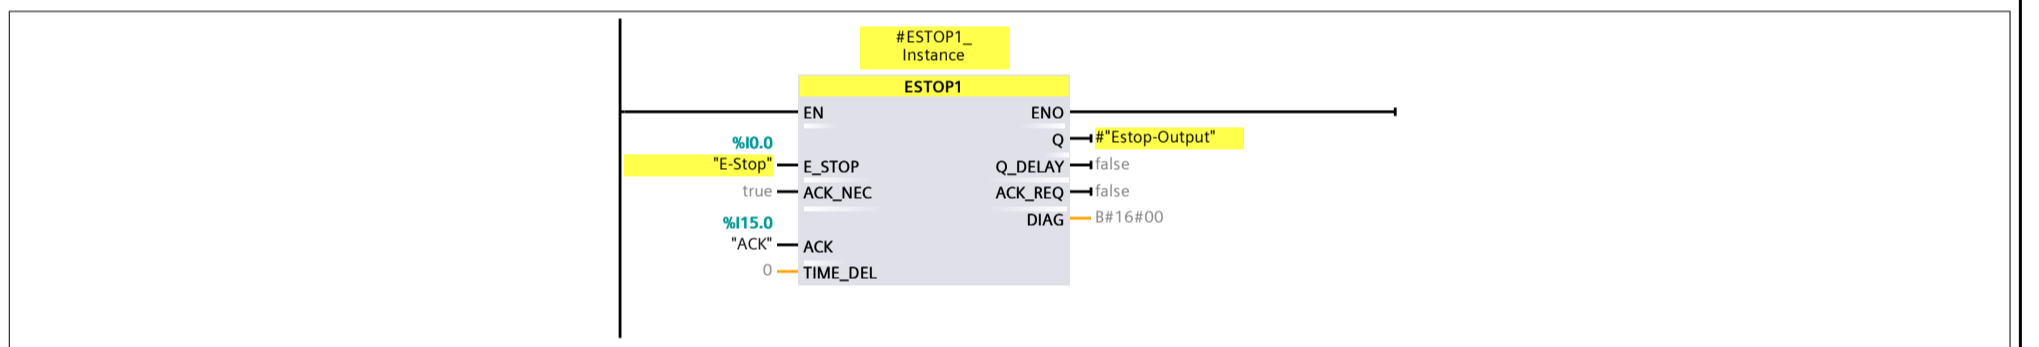 #ESTOP1_
Instance
ESTOP1
EN ENO
%I0.0 Q #"Estop-Output"
"E-Stop" E_STOP Q_DELAY false
true ACK_NEC ACK_REQ false
%I15.0 DIAG B#16#00
"ACK" ACK
0 TIME_DEL